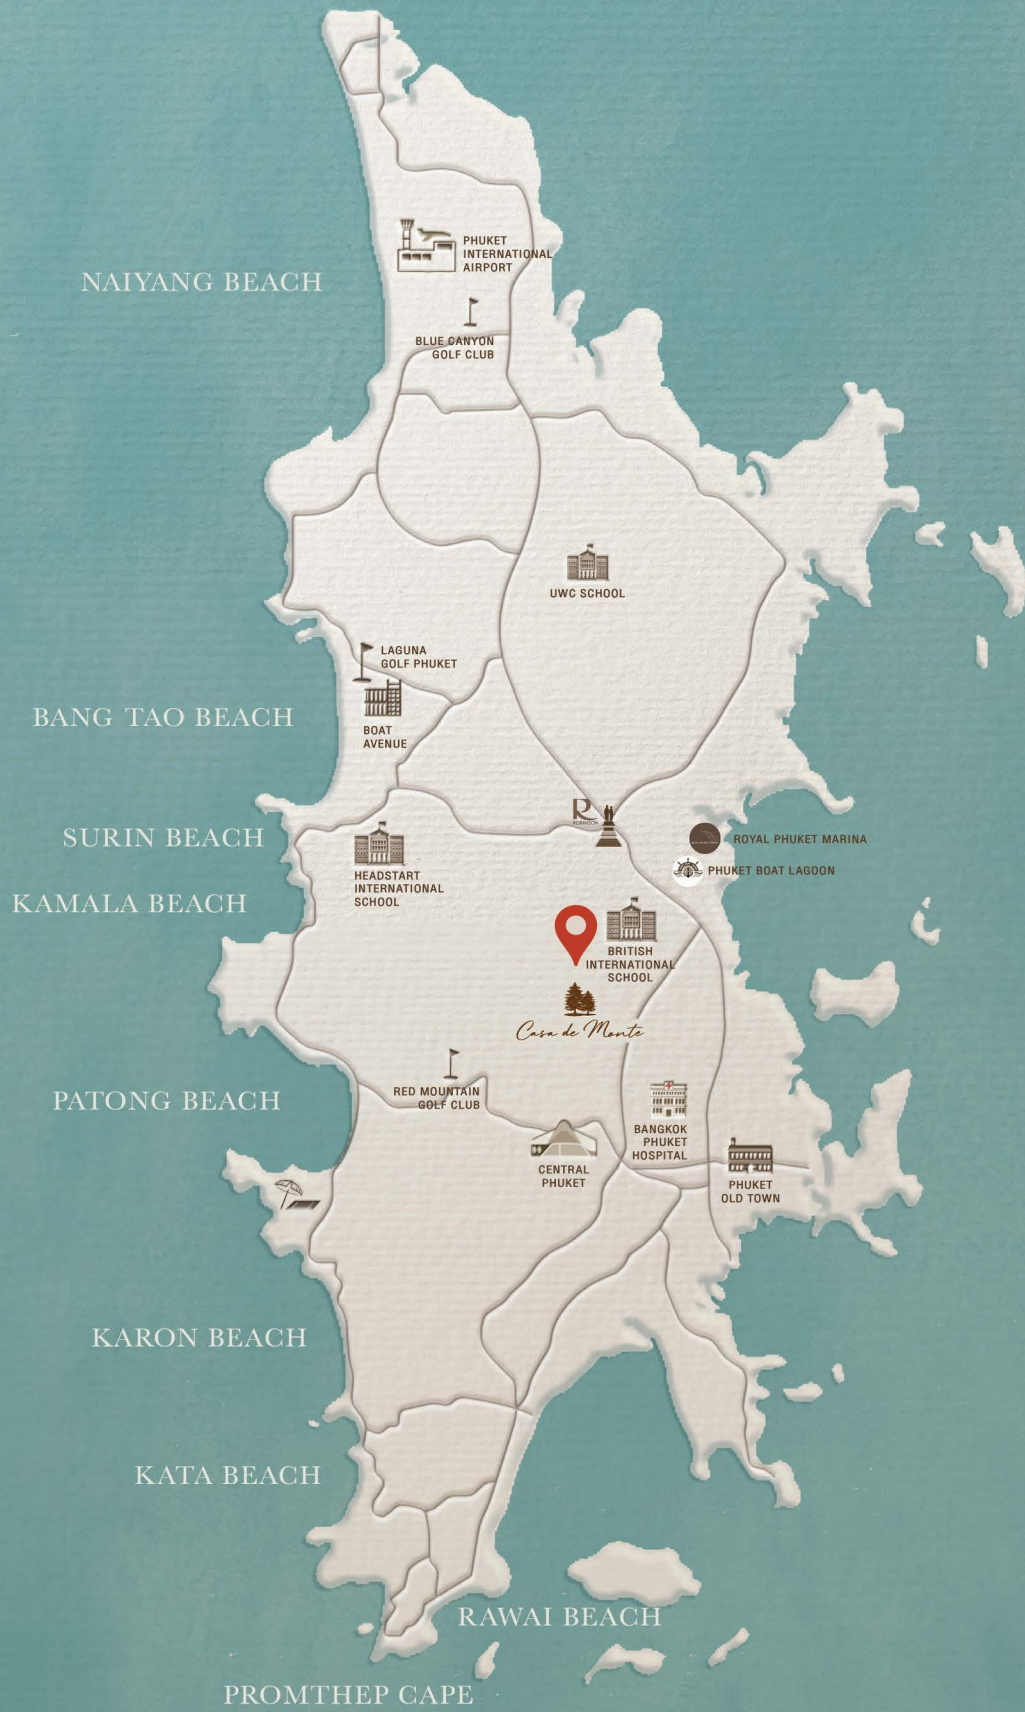 PHUKET
INTERNATIONAL
AIRPORT
NAIYANG BEACH
BLUE CANYON
GOLF CLUB
UWC SCHOOL
LAGUNA
GOLF PHUKET
BANG TAO BEACH
BOAT
AVENUE
R
ROBINSON
SURIN BEACH
ROYAL PHUKET MARINA
PHUKET BOAT LAGOON
HEADSTART
INTERNATIONAL
SCHOOL
KAMALA BEACH
BRITISH
INTERNATIONAL
SCHOOL
Casa de Monte
RED MOUNTAIN
GOLF CLUB
PATONG BEACH
BANGKOK
PHUKET
HOSPITAL
CENTRAL
PHUKET
PHUKET
OLD TOWN
KARON BEACH
KATA BEACH
RAWAI BEACH
PROMTHEP CAPE